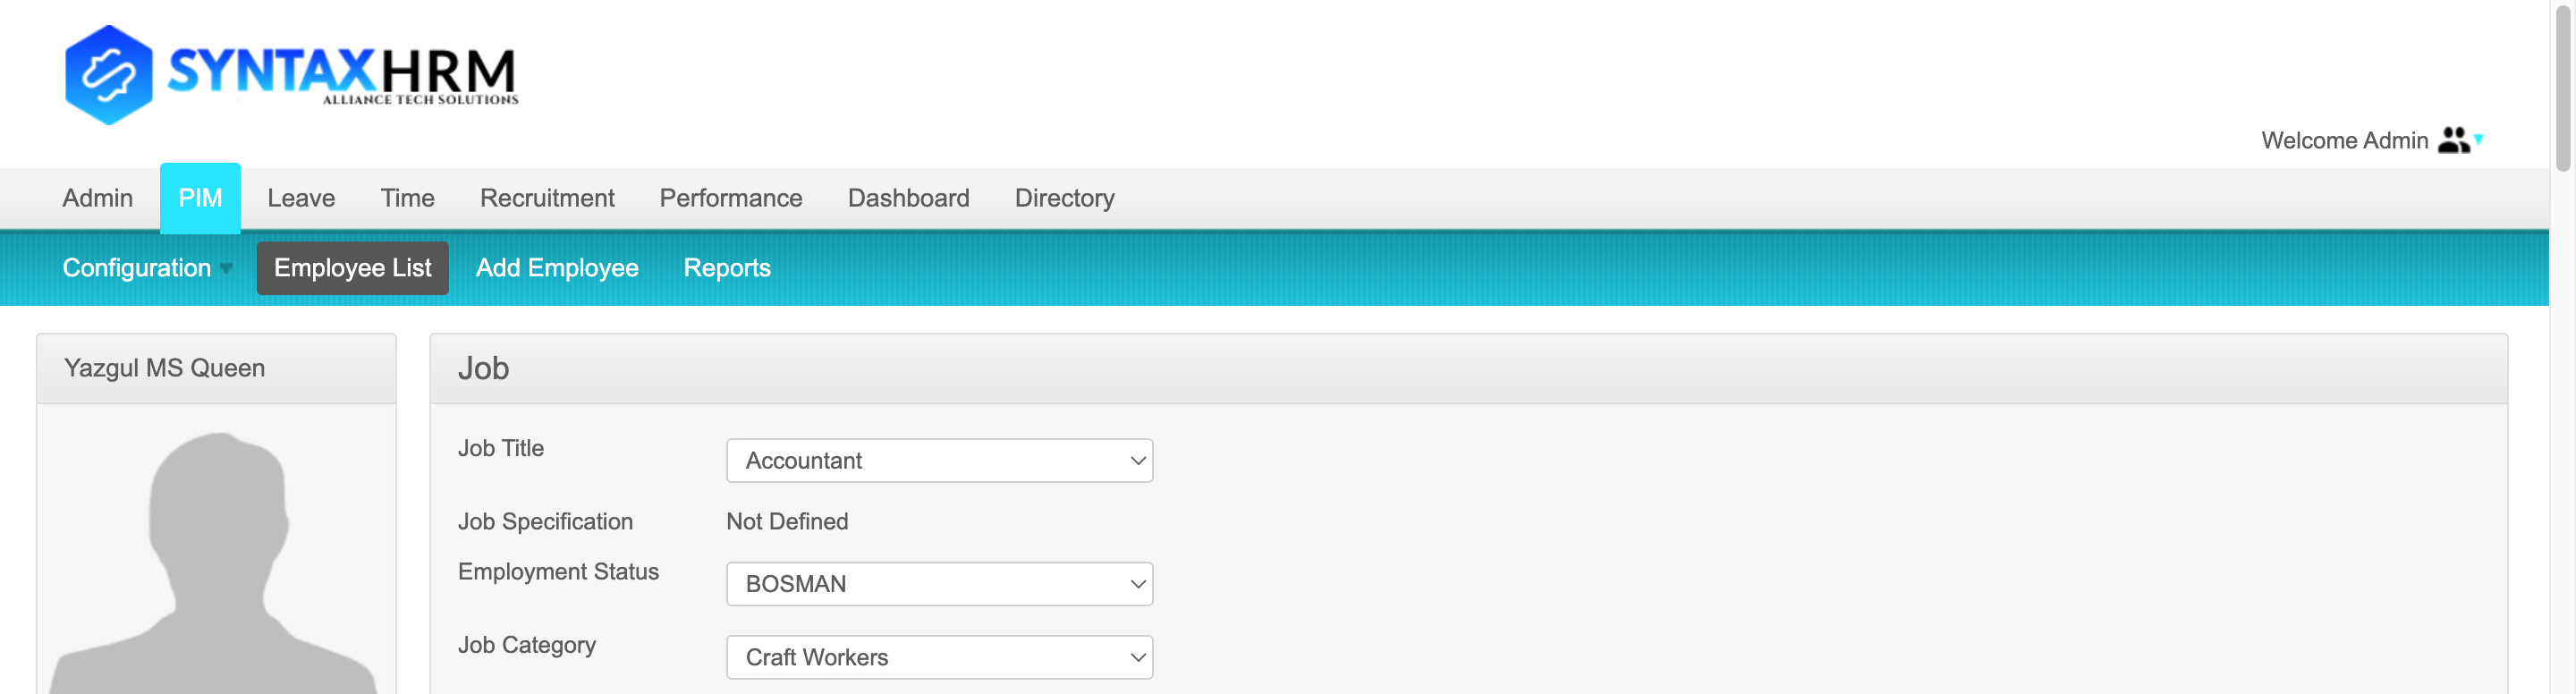 SYNTAXHRM
ALLIANCE TECH SOLUTIONS
Welcome Admin
Admin PIM Leave Time Recruitment Performance Dashboard Directory
Configuration Employee List Add Employee Reports
Yazgul MS Queen
Job
Job Title Accountant
Job Specification Not Defined
Employment Status BOSMAN
Job Category Craft Workers